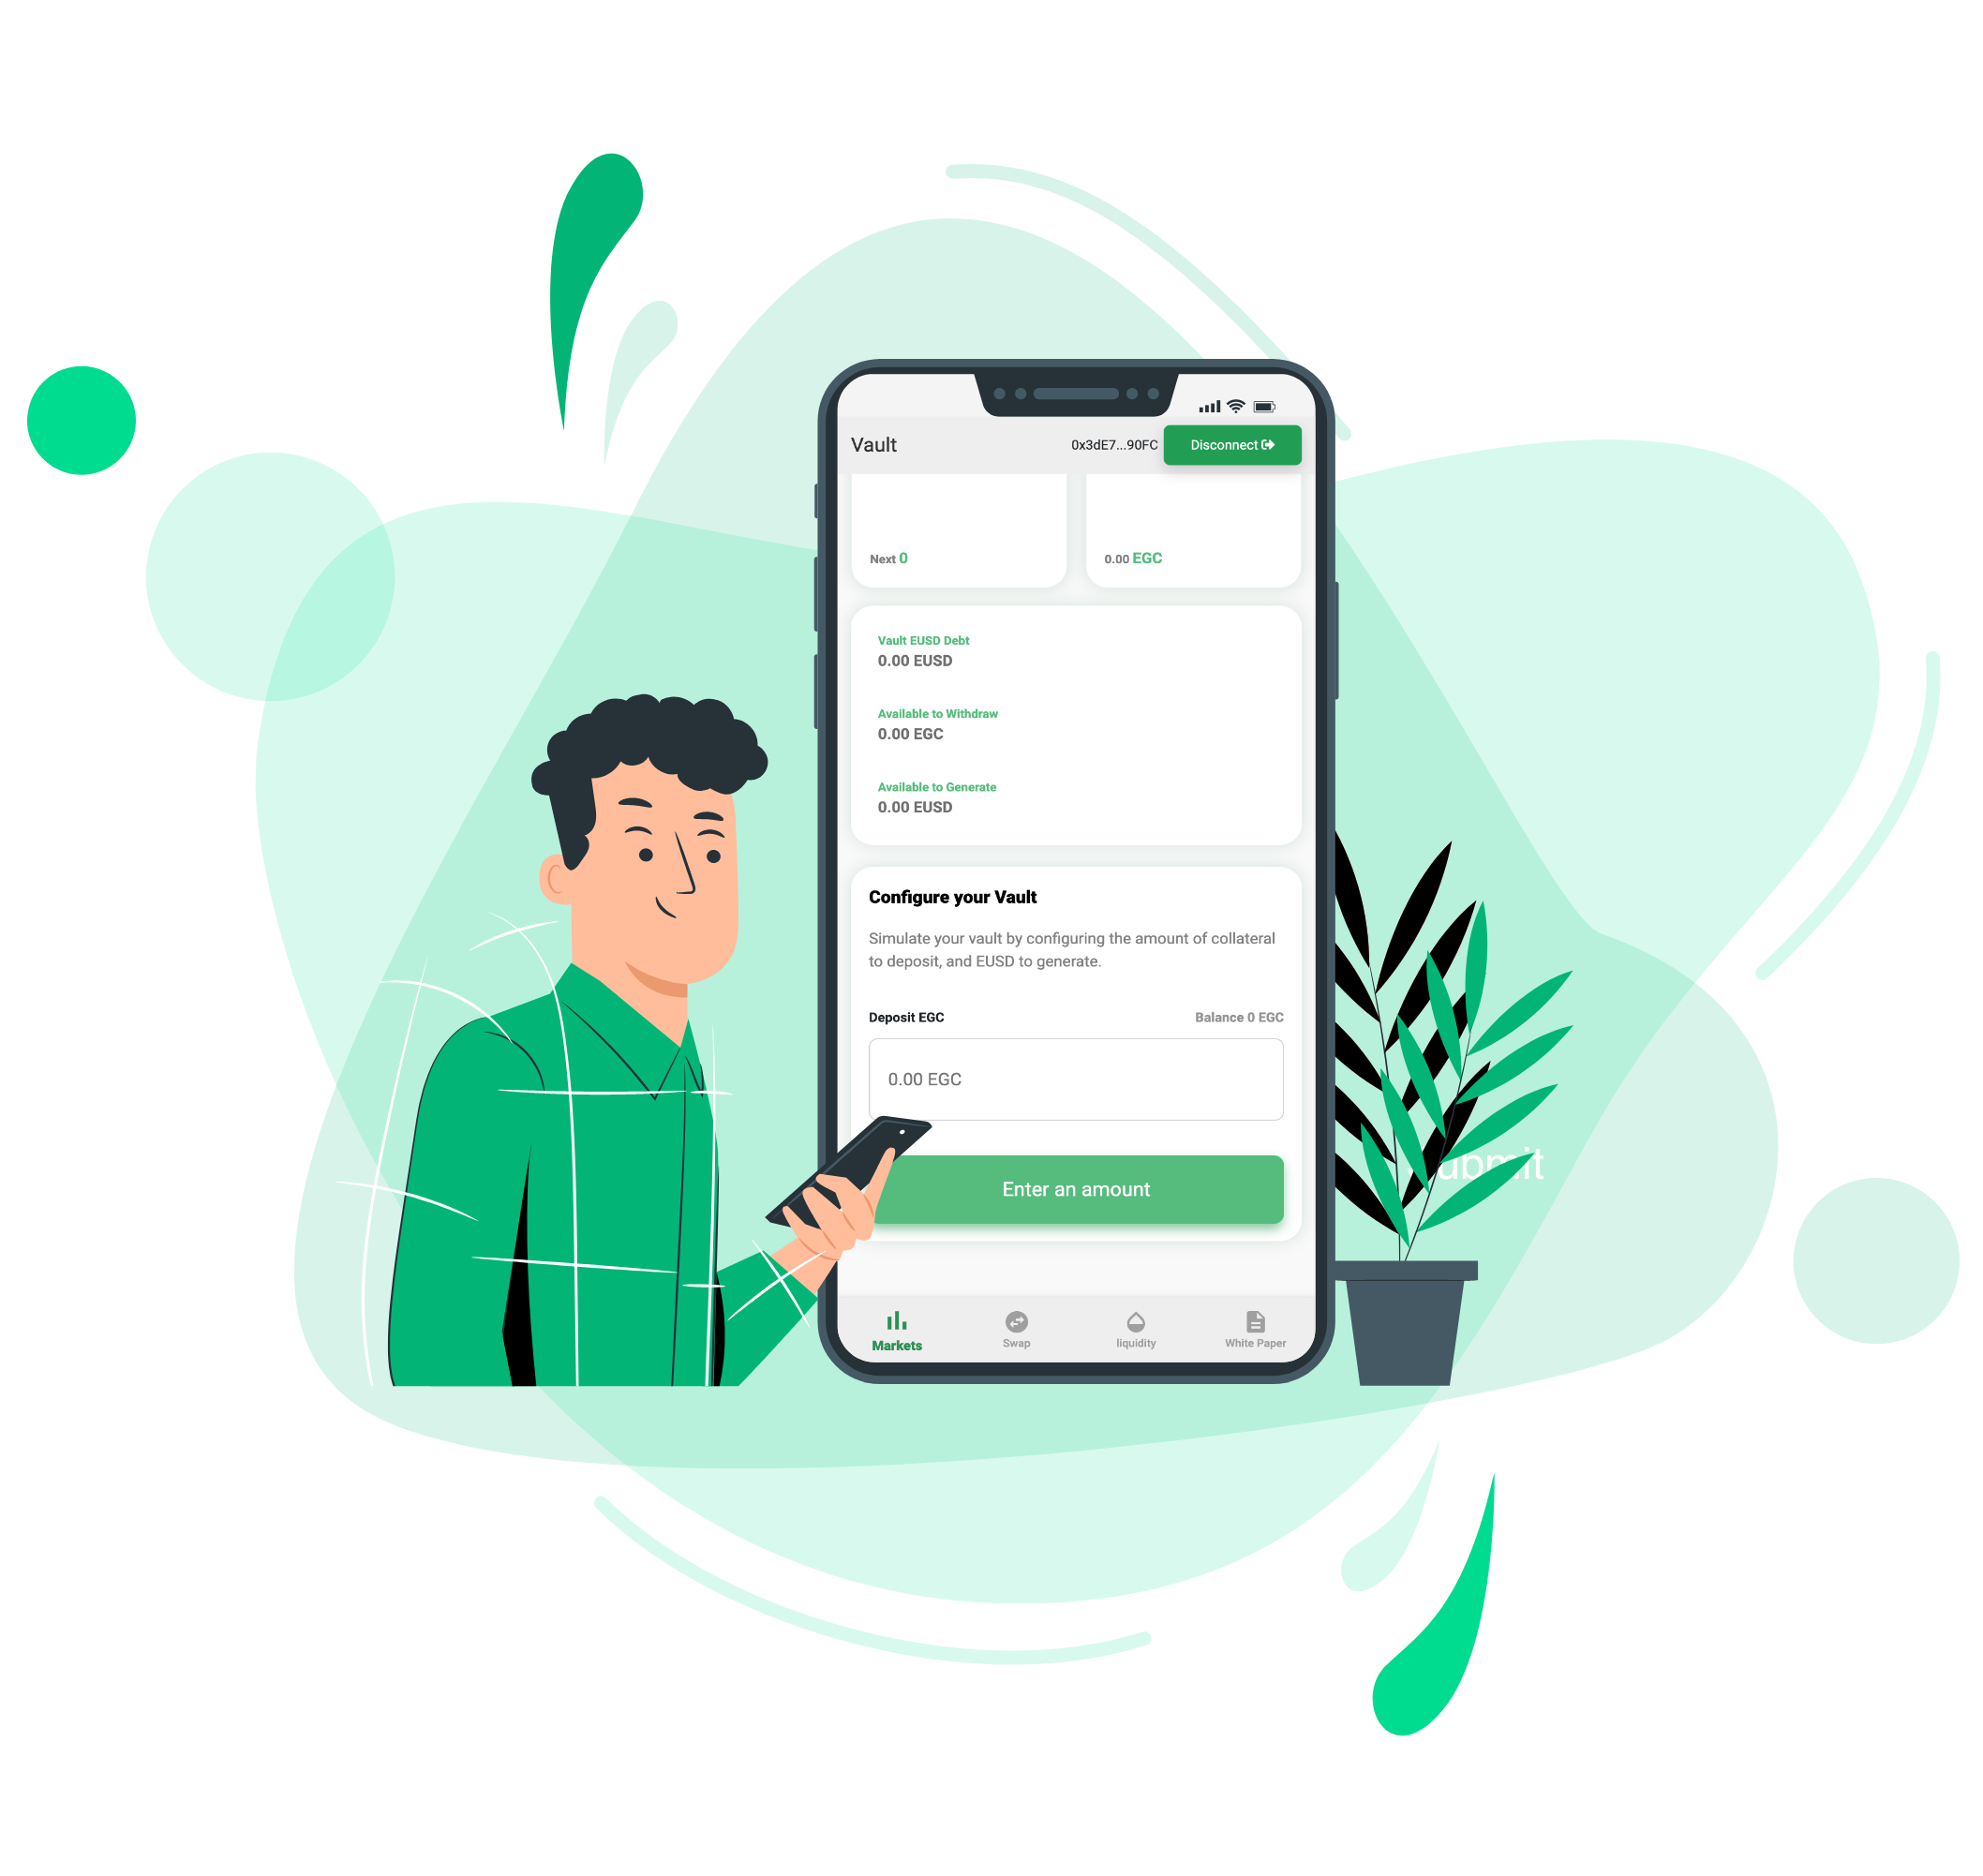 Vault
0x3dE7...90FC
Disconnect
Next 0
0.00 EGC
Vault EUSD Debt
0.00 EUSD
Available to Withdraw
0.00 EGC
Available to Generate
0.00 EUSD
Configure your Vault
Simulate your vault by configuring the amount of collateral
to deposit, and EUSD to generate.
Deposit EGC
Balance 0 EGC
0.00 EGC
Submit
Enter an amount
Markets
Swap
liquidity
White Paper